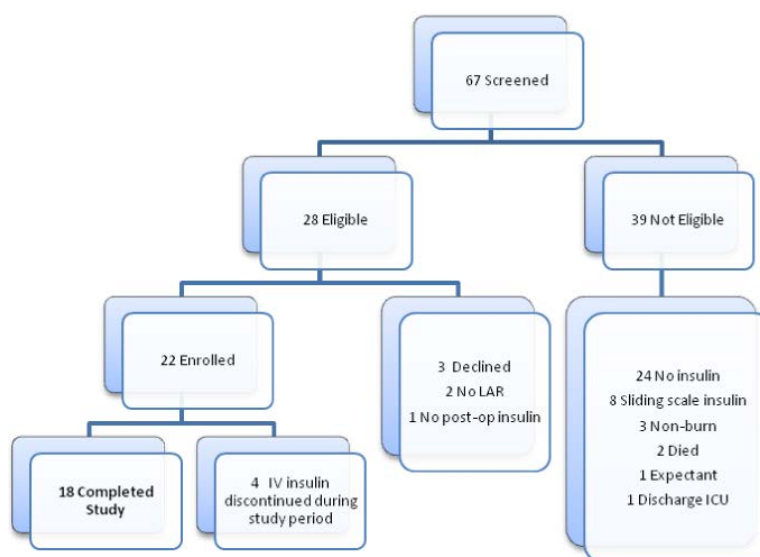 67 Screened
28 Eligible
39 Not Eligible
22 Enrolled
3 Declined
2 No LAR
1 No post-op insulin
24 No insulin
8 Sliding scale insulin
3 Non-burn
2 Died
1 Expectant
1 Discharge ICU
18 Completed
Study
4 IV insulin
discontinued during
study period